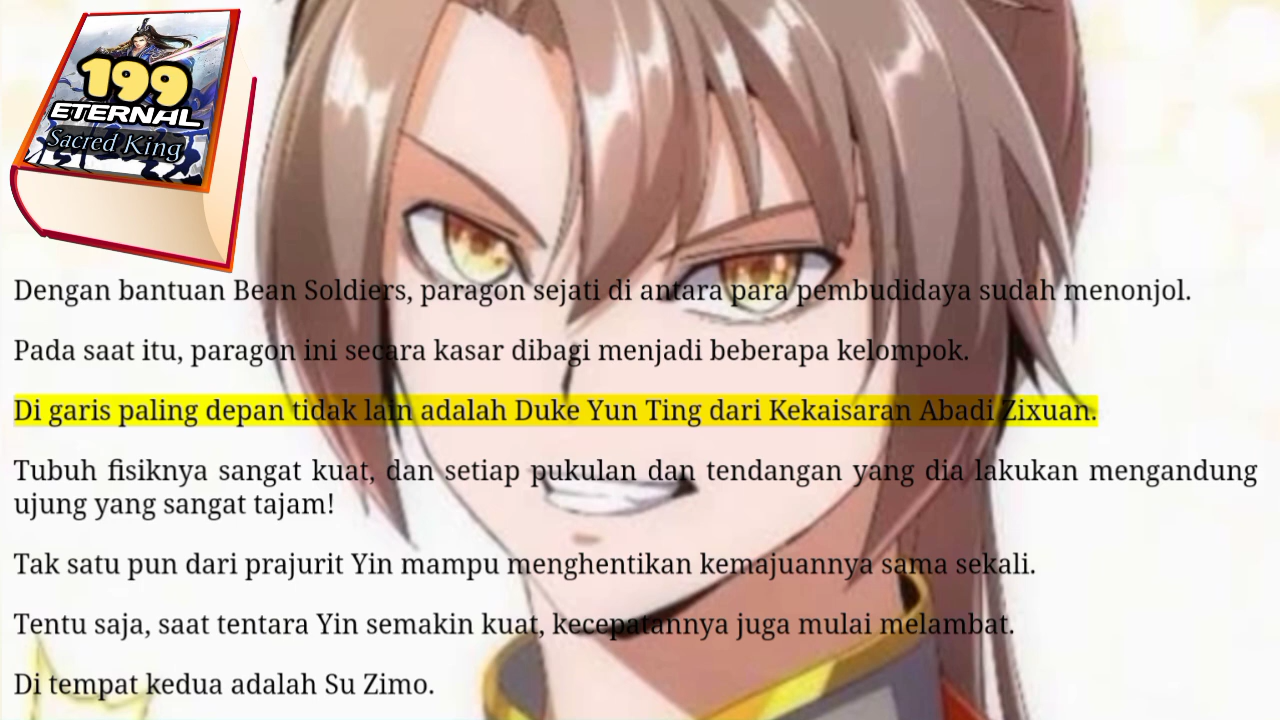 199
ETERNAL
Sacred King
Dengan bantuan Bean Soldiers, paragon sejati di antara para pembudidaya sudah menonjol.
Pada saat itu, paragon ini secara kasar dibagi menjadi beberapa kelompok.
Di garis paling depan tidak lain adalah Duke Yun Ting dari Kekaisaran Abadi Zixuan.
Tubuh fisiknya sangat kuat, dan setiap pukulan dan tendangan yang dia lakukan mengandung
ujung yang sangat tajam!
Tak satu pun dari prajurit Yin mampu menghentikan kemajuannya sama sekali.
Tentu saja, saat tentara Yin semakin kuat, kecepatannya juga mulai melambat.
Di tempat kedua adalah Su Zimo.